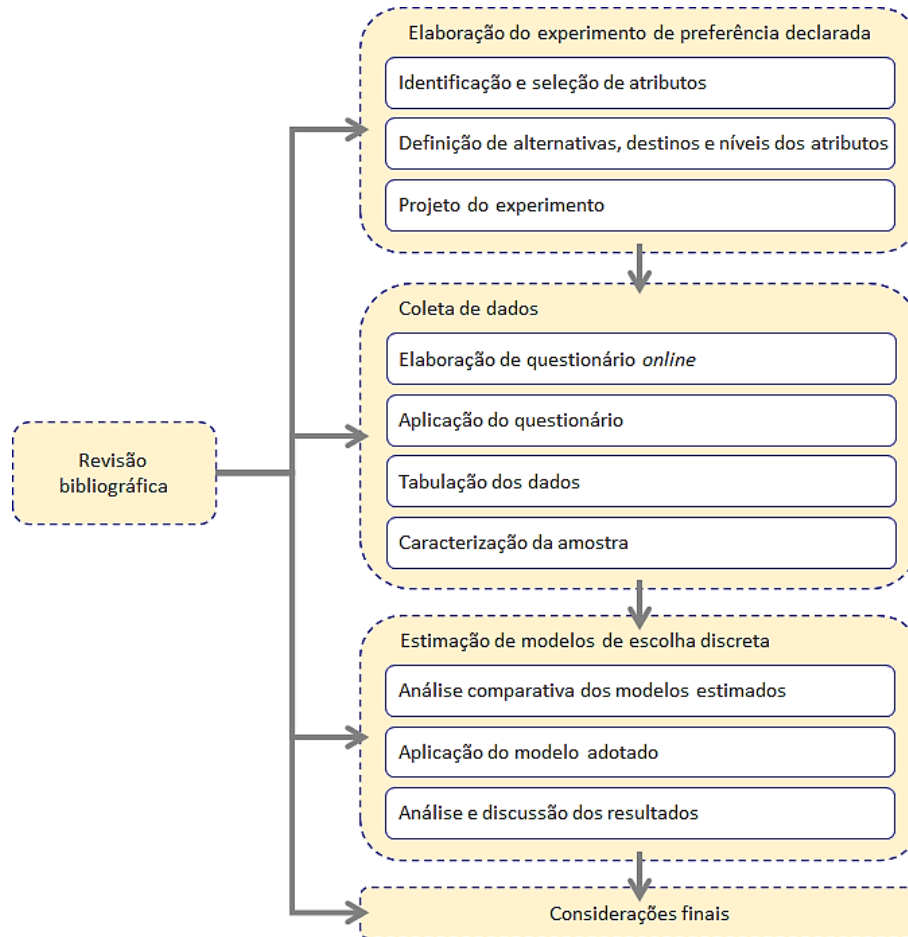 Elaboração do experimento de preferência declarada
Identificação e seleção de atributos
Definição de alternativas, destinos e níveis dos atributos
Projeto do experimento
Coleta de dados
Elaboração de questionário online
Aplicação do questionário
Tabulação dos dados
Caracterização da amostra
Revisão
bibliográfica
Estimação de modelos de escolha discreta
Análise comparativa dos modelos estimados
Aplicação do modelo adotado
Análise e discussão dos resultados
Considerações finais